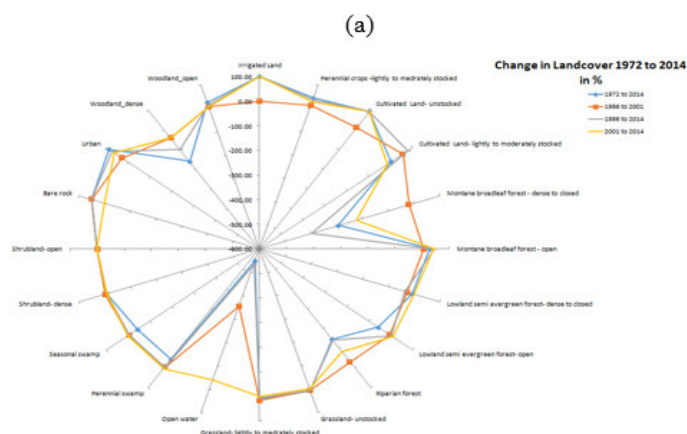 (a)
Change in Landcover 1972 to 2014
in %
1972 to 2014
1986 to 2001
1986 to 2014
2001 to 2014
Irrigated Land
Perennial crops -lightly to medrately stocked
Cultivated Land- unstocked
Cultivated Land- lightly to moderately stocked
Montane broadleaf forest - dense to closed
Montane broadleaf forest - open
Lowland semi evergreen forest- dense to closed
Lowland semi evergreen forest- open
Riparian forest
Grassland- unstocked
Grassland- lightly to medrately stocked
Open water
Perennial swamp
Seasonal swamp
Shrubland- dense
Shrubland- open
Bare rock
Urban
Woodland_dense
Woodland_open
100.00
0.00
-100.00
-200.00
-300.00
-400.00
-500.00
-600.00